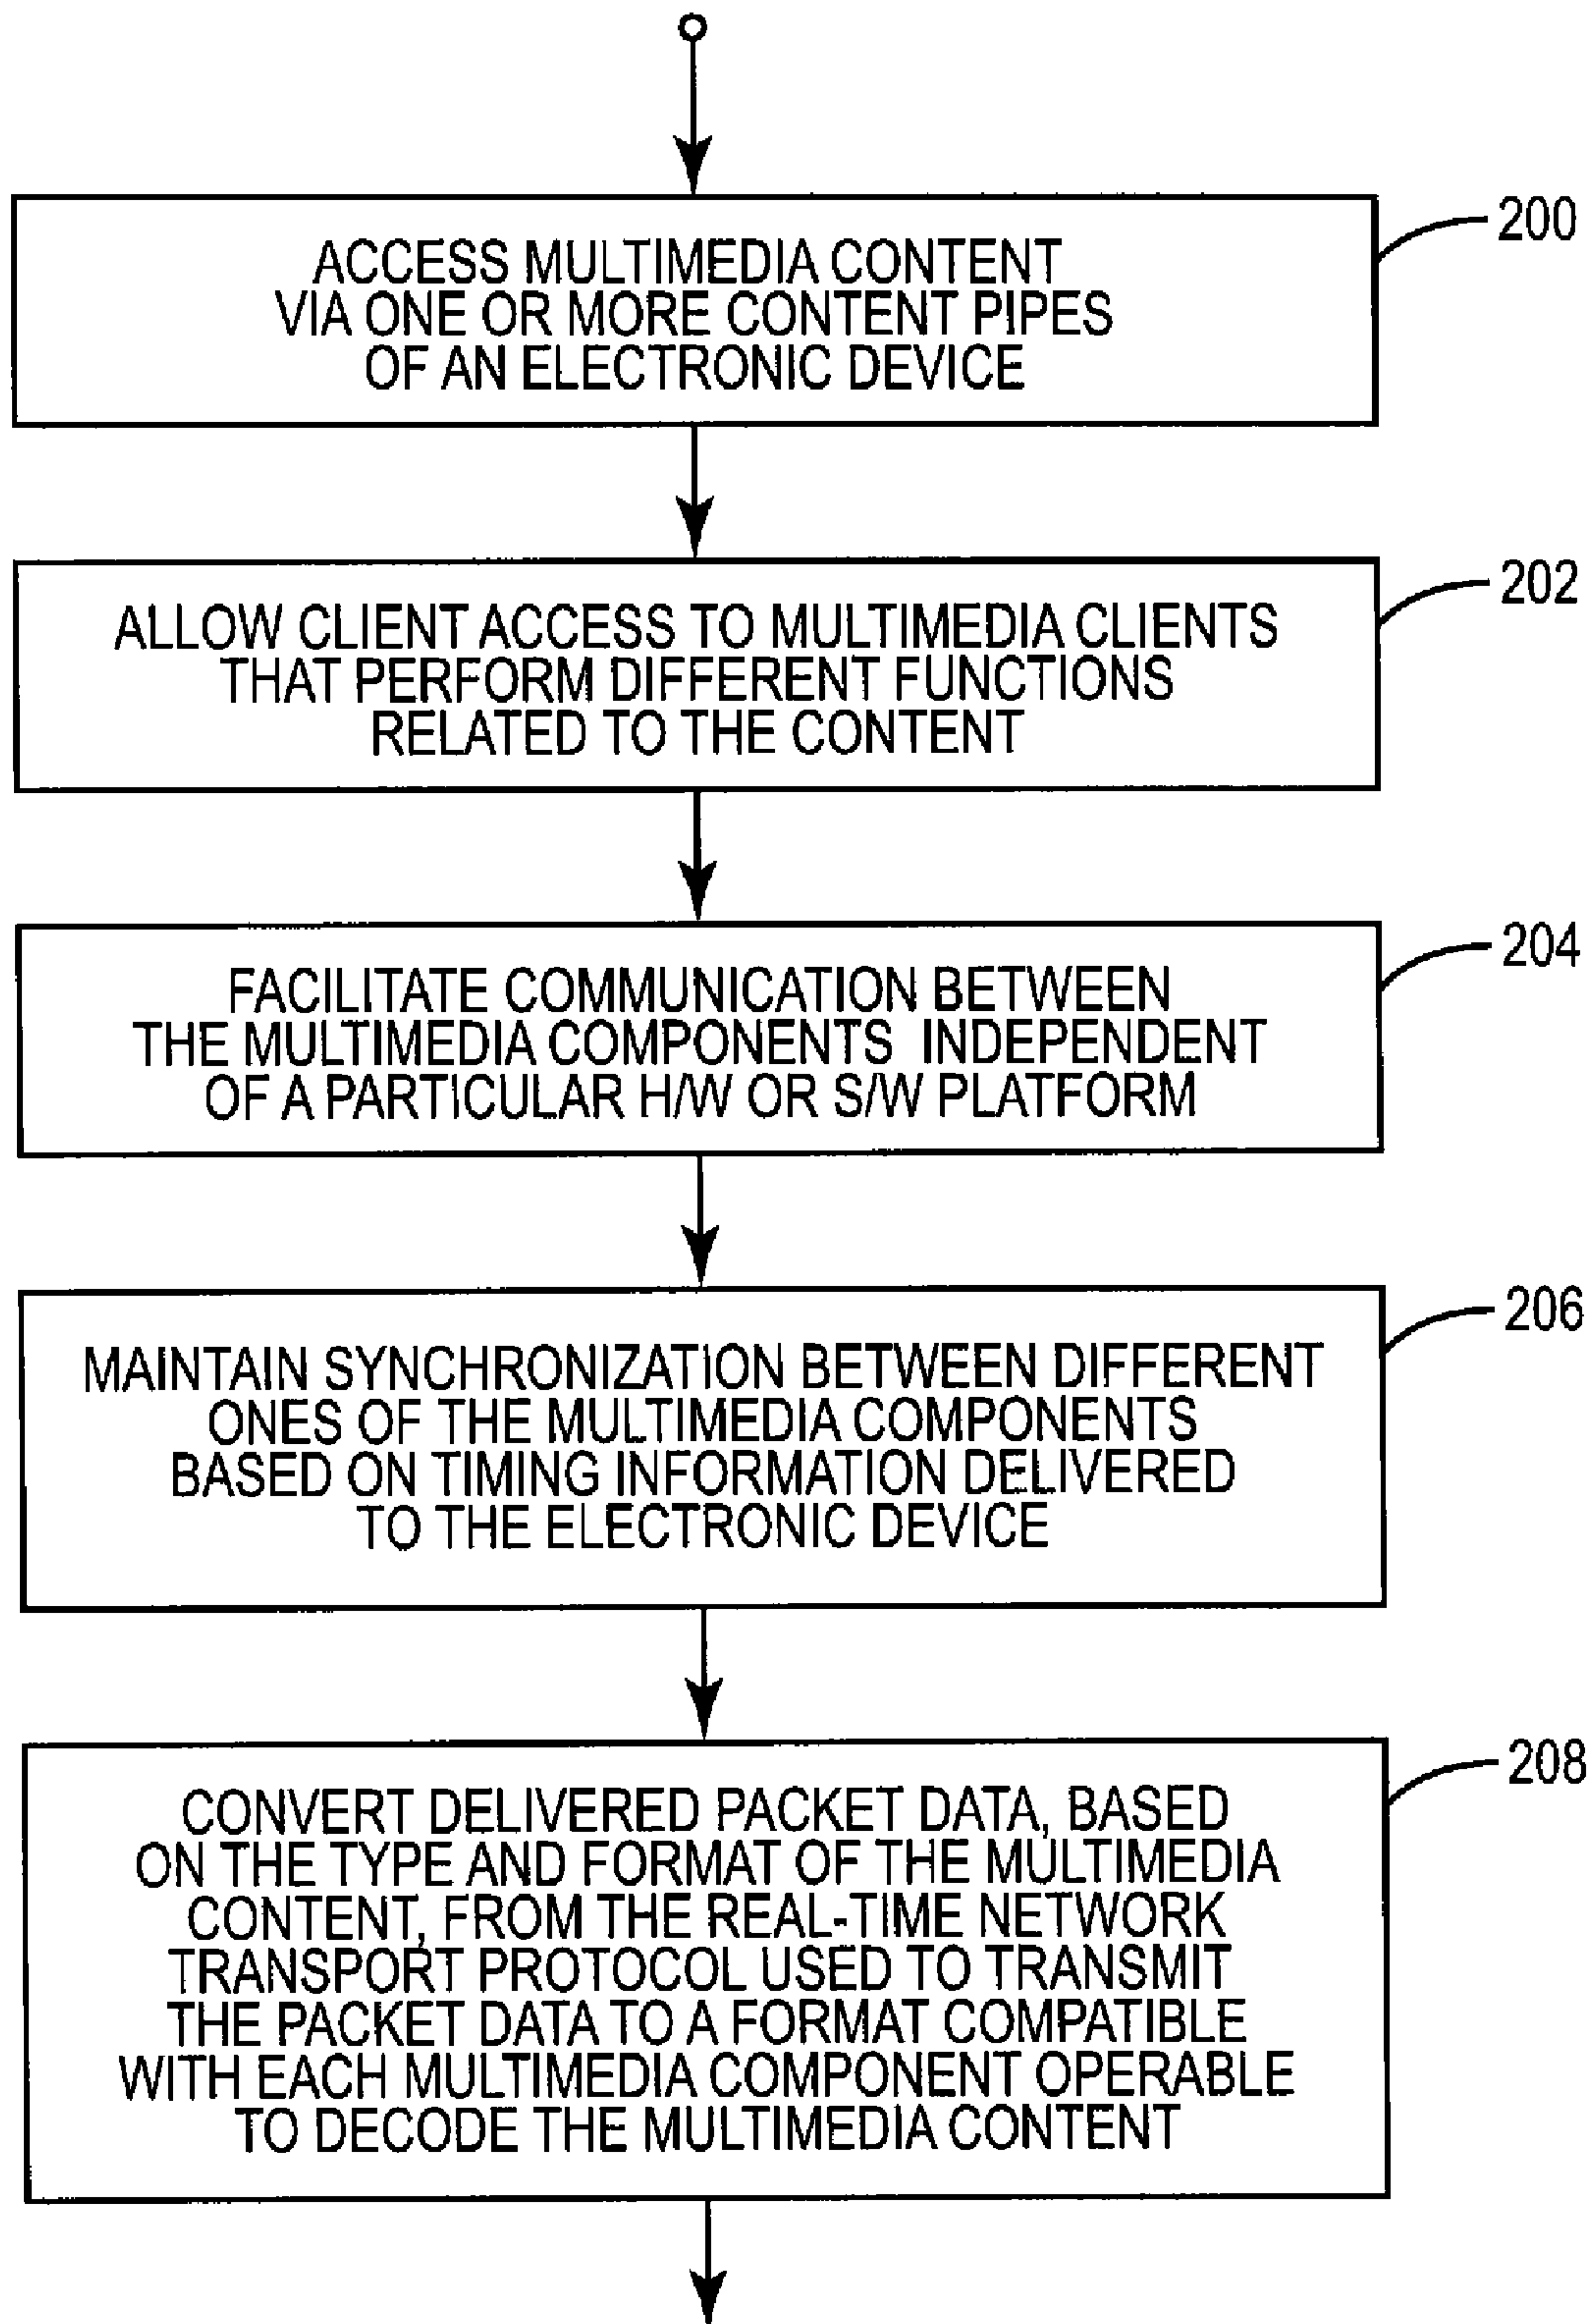 ACCESS MULTIMEDIA CONTENT
VIA ONE OR MORE CONTENT PIPES
OF AN ELECTRONIC DEVICE
200
ALLOW CLIENT ACCESS TO MULTIMEDIA CLIENTS
THAT PERFORM DIFFERENT FUNCTIONS
RELATED TO THE CONTENT
202
FACILITATE COMMUNICATION BETWEEN
THE MULTIMEDIA COMPONENTS INDEPENDENT
OF A PARTICULAR H/W OR S/W PLATFORM
204
MAINTAIN SYNCHRONIZATION BETWEEN DIFFERENT
ONES OF THE MULTIMEDIA COMPONENTS
BASED ON TIMING INFORMATION DELIVERED
TO THE ELECTRONIC DEVICE
206
CONVERT DELIVERED PACKET DATA, BASED
ON THE TYPE AND FORMAT OF THE MULTIMEDIA
CONTENT, FROM THE REAL-TIME NETWORK
TRANSPORT PROTOCOL USED TO TRANSMIT
THE PACKET DATA TO A FORMAT COMPATIBLE
WITH EACH MULTIMEDIA COMPONENT OPERABLE
TO DECODE THE MULTIMEDIA CONTENT
208